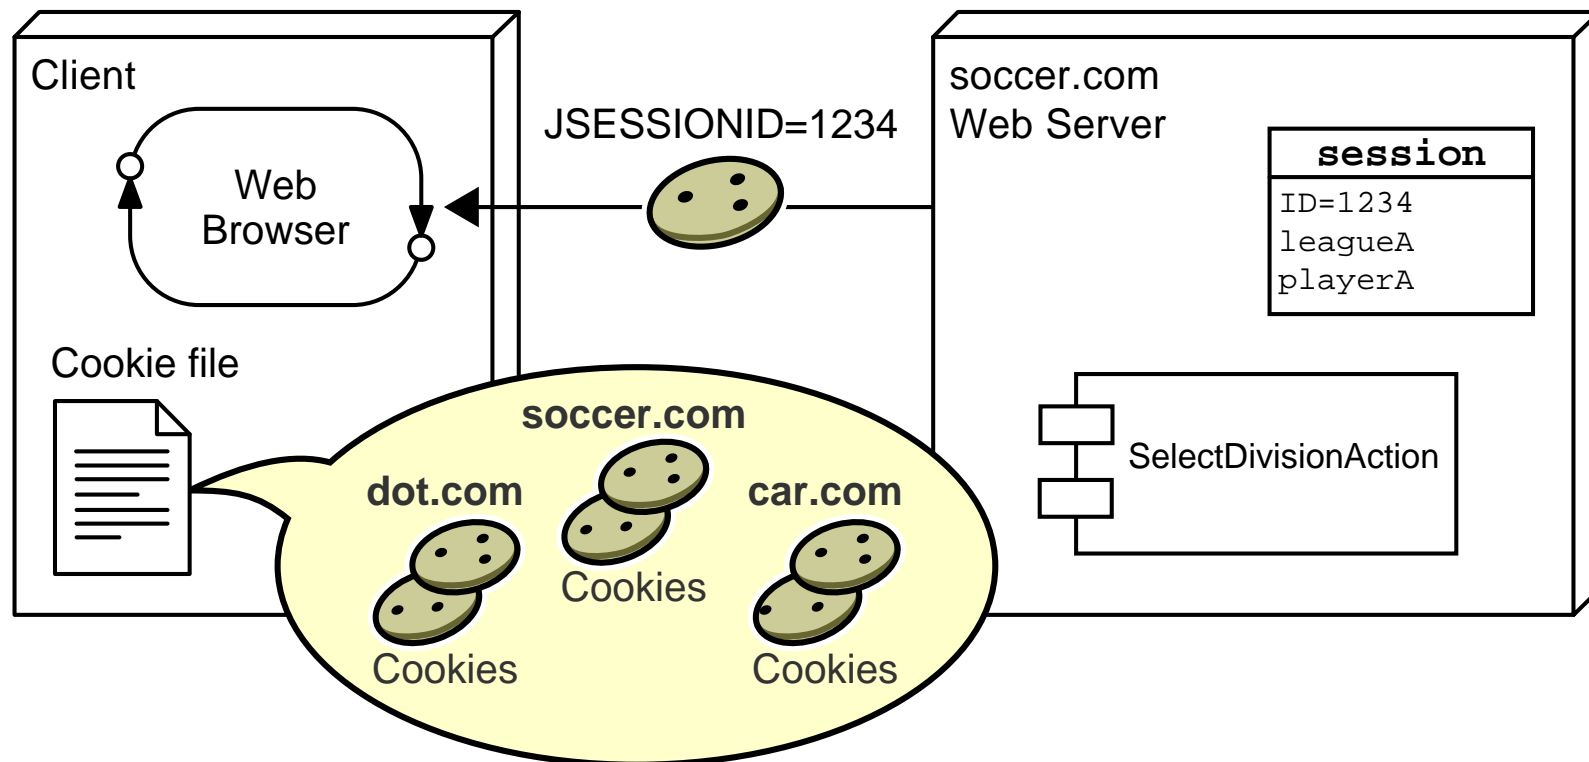 Client
Web
Browser
Cookie file
JSESSIONID=1234
soccer.com
Web Server
session
ID=1234
leagueA
playerA
SelectDivisionAction
soccer.com
Cookies
dot.com
Cookies
car.com
Cookies